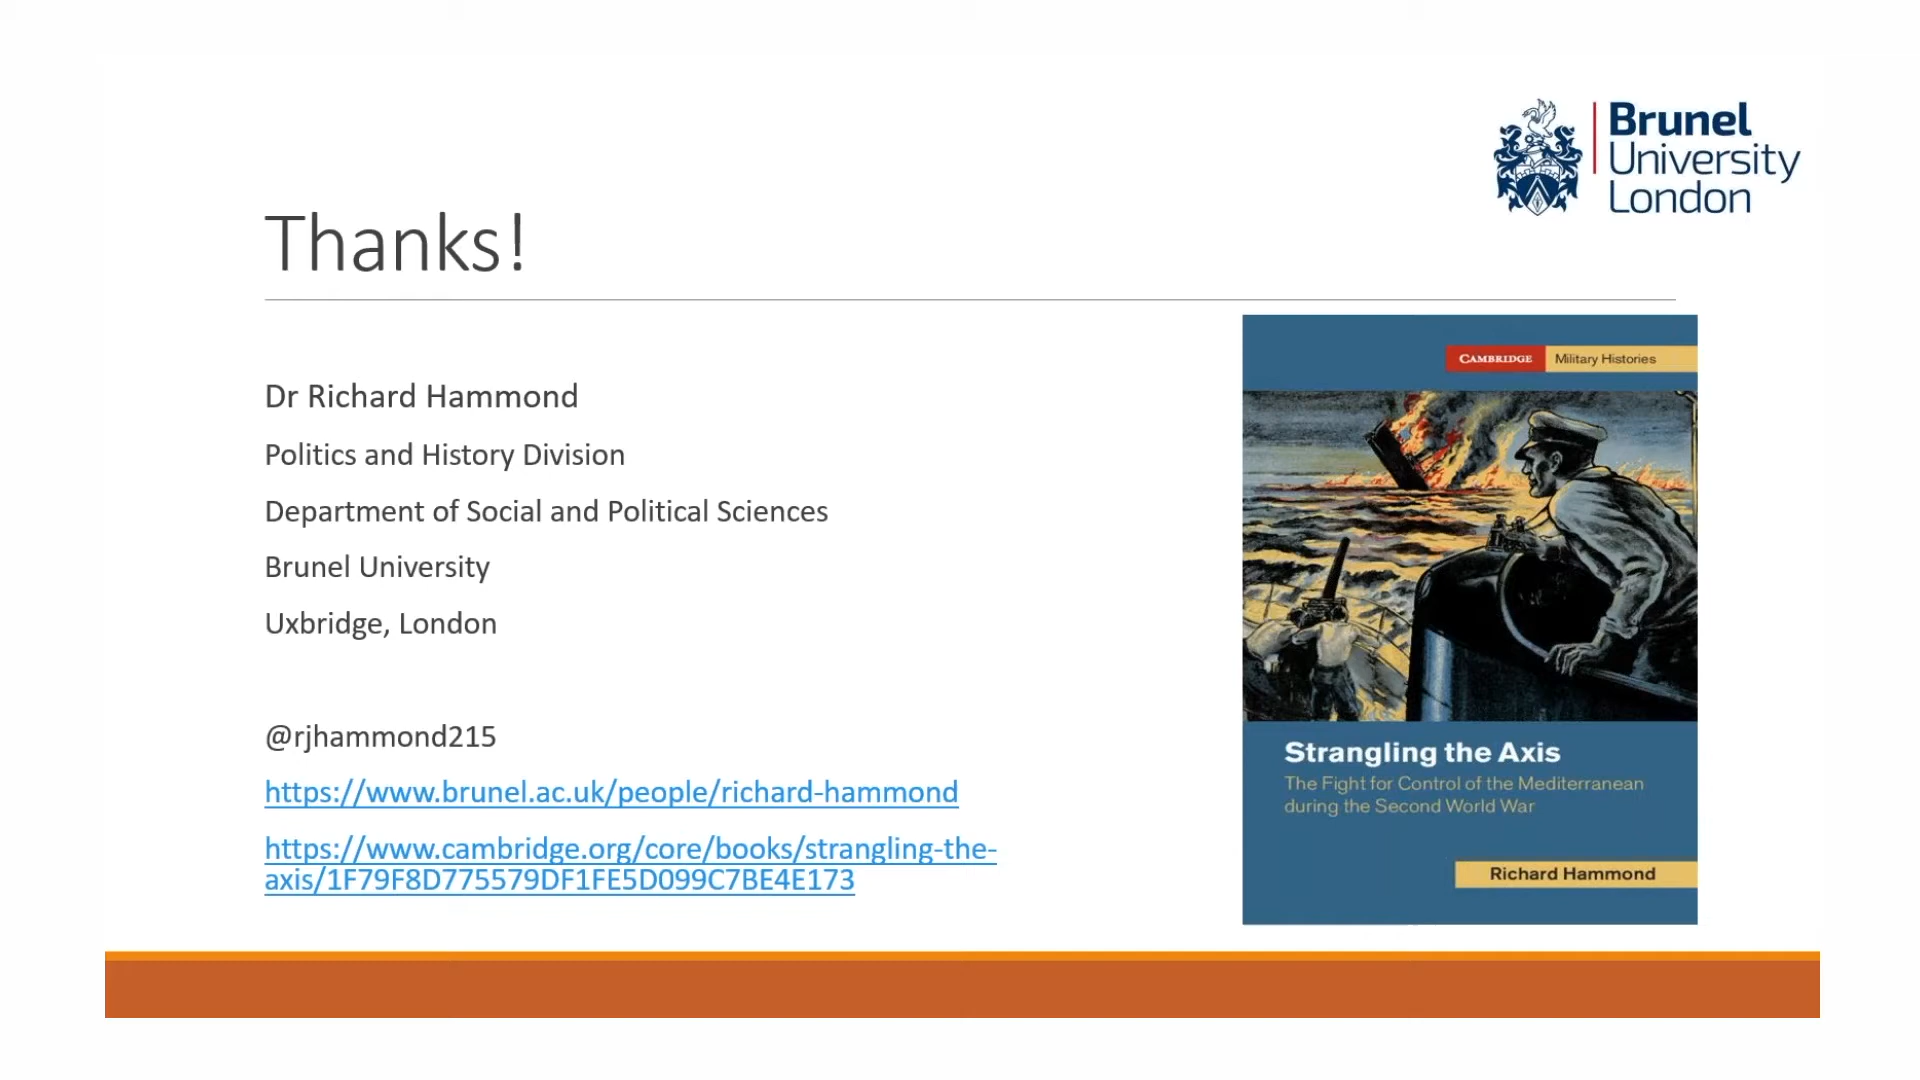 Brunel
University
London
Thanks!
Dr Richard Hammond
Politics and History Division
Department of Social and Political Sciences
Brunel University
Uxbridge, London
@rjhammond215
https://www.brunel.ac.uk/people/richard-hammond
https://www.cambridge.org/core/books/strangling-the-
axis/1F79F8D775579DF1FE5D099C7BE4E173
CAMBRIDGE Military Histories
Strangling the Axis
The Fight for Control of the Mediterranean
during the Second World War
Richard Hammond